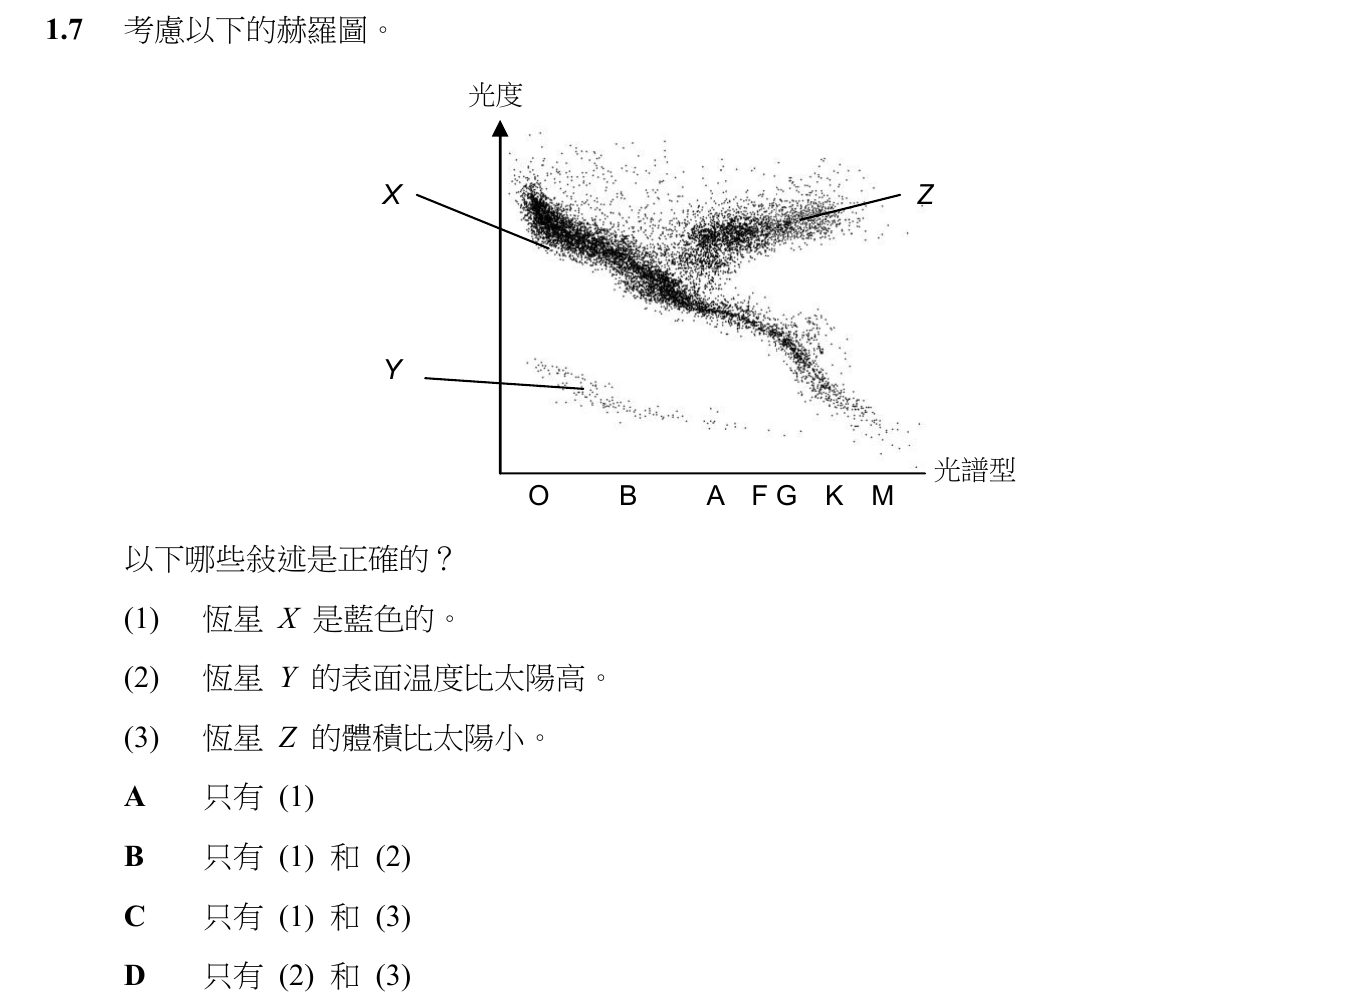 1.7 考慮以下的赫羅圖。
光度
X
Z
Y
光譜型
O B A F G K M
以下哪些敍述是正確的？
(1) 恆星 X 是藍色的。
(2) 恆星 Y 的表面温度比太陽高。
(3) 恆星 Z 的體積比太陽小。
A 只有 (1)
B 只有 (1) 和 (2)
C 只有 (1) 和 (3)
D 只有 (2) 和 (3)